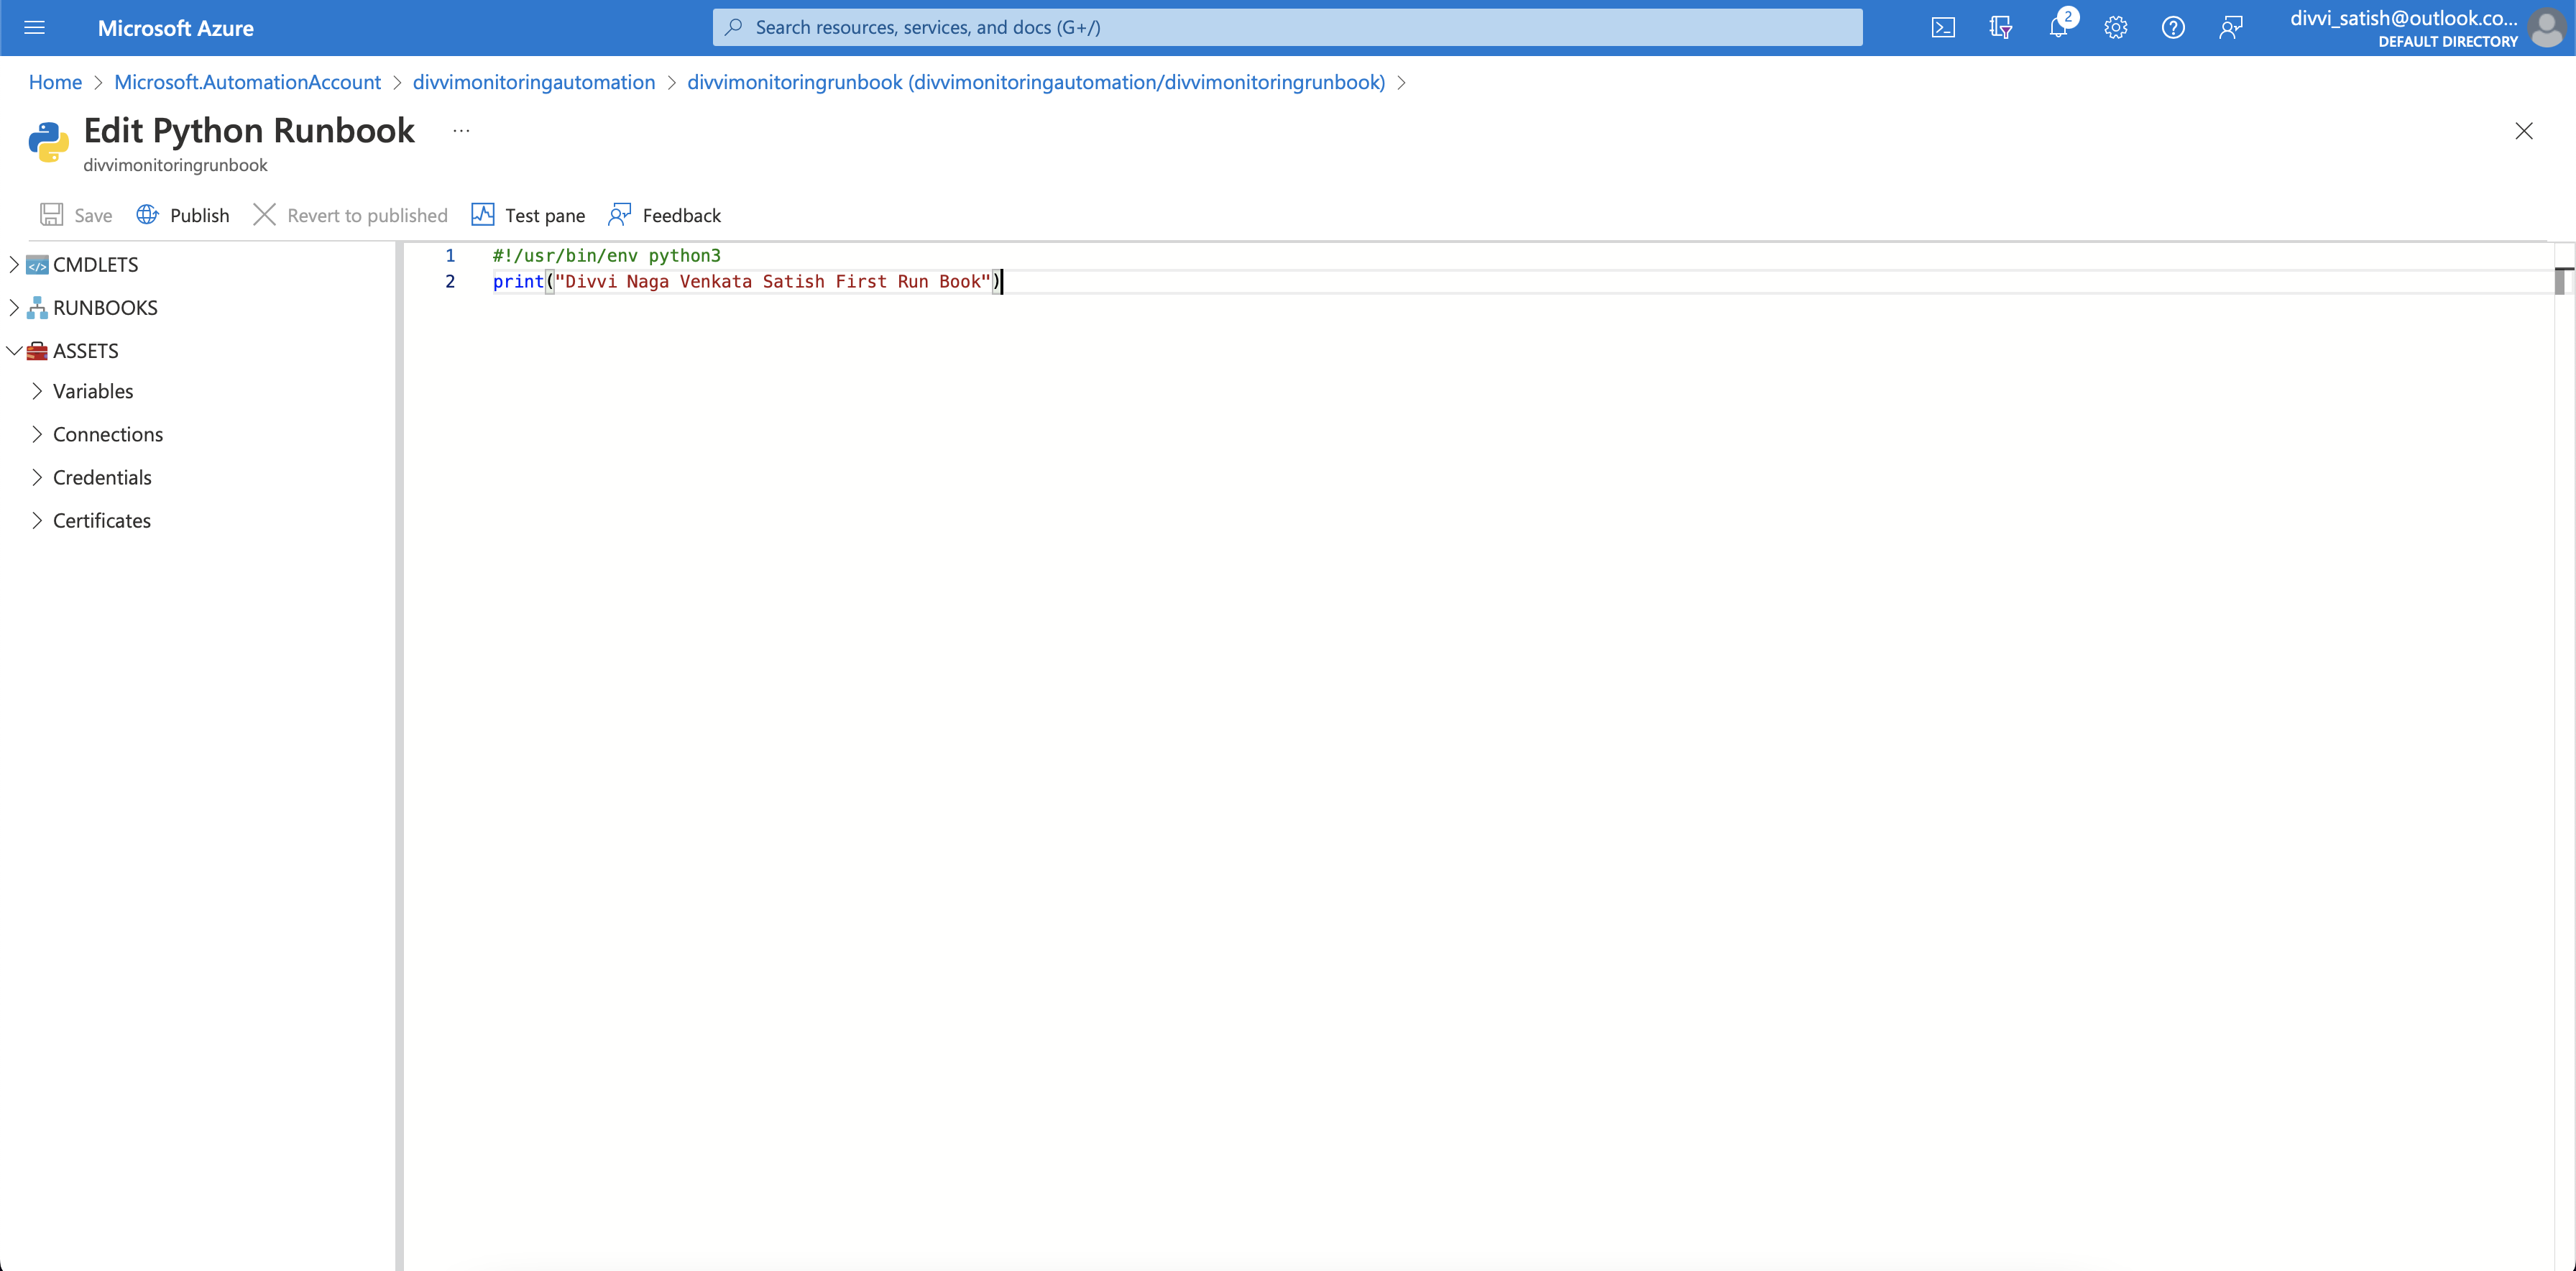 Microsoft Azure
Search resources, services, and docs (G+/)
2
divvi_satish@outlook.co...
DEFAULT DIRECTORY
Home > Microsoft.AutomationAccount > divvimonitoringautomation > divvimonitoringrunbook (divvimonitoringautomation/divvimonitoringrunbook) >
Edit Python Runbook ...
divvimonitoringrunbook
Save Publish Revert to published Test pane Feedback
CMDLETS
RUNBOOKS
ASSETS
Variables
Connections
Credentials
Certificates
1 #!/usr/bin/env python3
2 print("Divvi Naga Venkata Satish First Run Book")